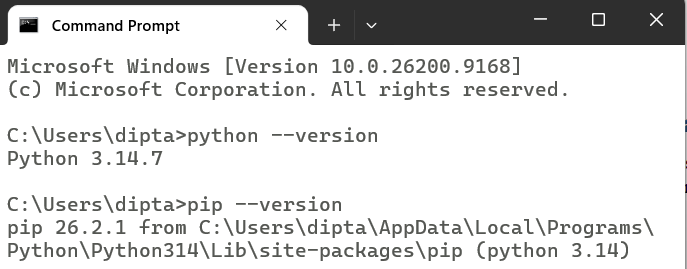 Command Prompt
Microsoft Windows [Version 10.0.26200.9168]
(c) Microsoft Corporation. All rights reserved.
C:\Users\dipta>python --version
Python 3.14.7
C:\Users\dipta>pip --version
pip 26.2.1 from C:\Users\dipta\AppData\Local\Programs\
Python\Python314\Lib\site-packages\pip (python 3.14)